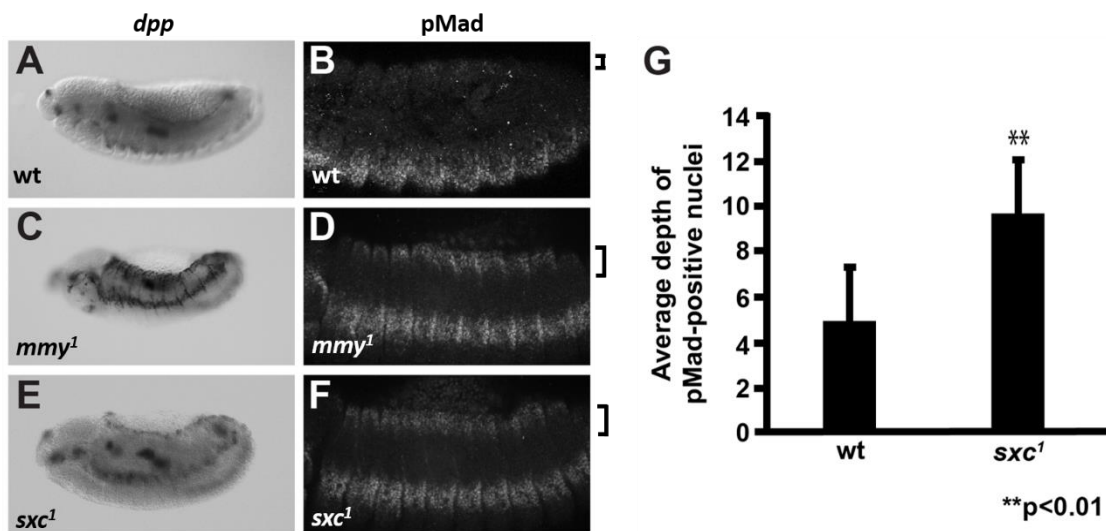 dpp pMad
A B G
wt wt
C D
mmy¹ mmy¹
E F
sxc¹ sxc¹
Average depth of
pMad-positive nuclei
14
12
10
8
6
4
2
0
**
wt sxc¹
**p<0.01